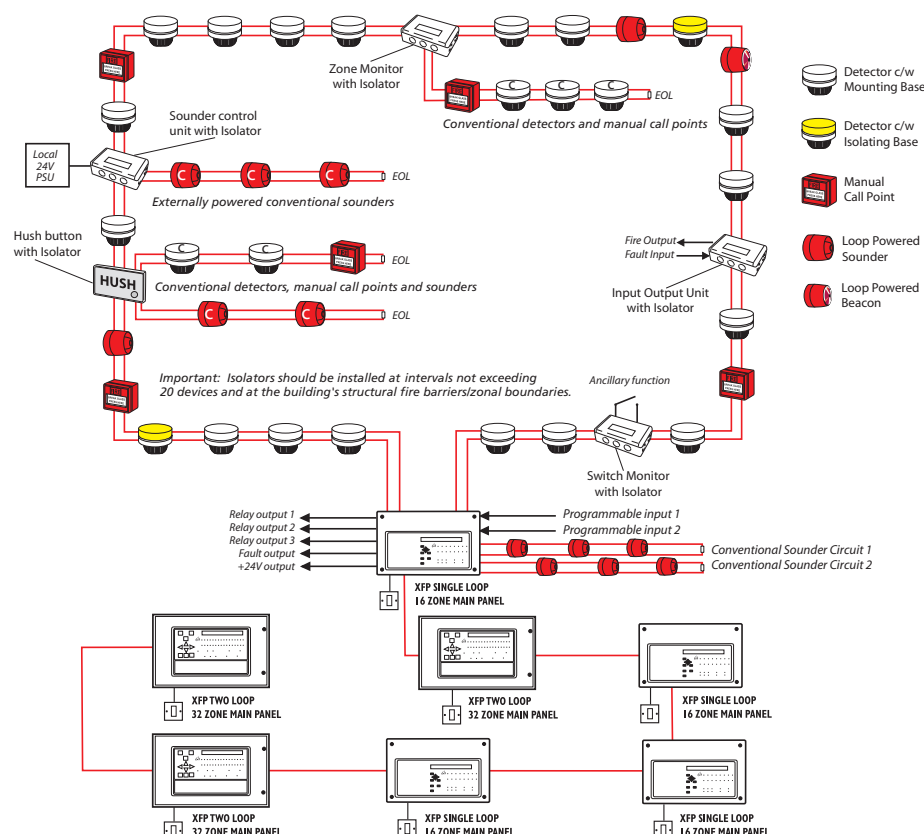 Zone Monitor
with Isolator
C
C
C
EOL
Conventional detectors and manual call points
Detector c/w
Mounting Base
Detector c/w
Isolating Base
Manual
Call Point
Loop Powered
Sounder
Loop Powered
Beacon
Sounder control
unit with Isolator
Local
24V
PSU
C
C
C
EOL
Externally powered conventional sounders
Hush button
with Isolator
HUSH
C
C
EOL
Conventional detectors, manual call points and sounders
C
C
EOL
Fire Output
Fault Input
Input Output Unit
with Isolator
Important: Isolators should be installed at intervals not exceeding
20 devices and at the building's structural fire barriers/zonal boundaries.
Ancillary function
Switch Monitor
with Isolator
Relay output 1
Relay output 2
Relay output 3
Fault output
+24V output
Programmable input 1
Programmable input 2
Conventional Sounder Circuit 1
Conventional Sounder Circuit 2
XFP SINGLE LOOP
16 ZONE MAIN PANEL
XFP TWO LOOP
32 ZONE MAIN PANEL
XFP TWO LOOP
32 ZONE MAIN PANEL
XFP SINGLE LOOP
16 ZONE MAIN PANEL
XFP TWO LOOP
32 ZONE MAIN PANEL
XFP SINGLE LOOP
16 ZONE MAIN PANEL
XFP SINGLE LOOP
16 ZONE MAIN PANEL